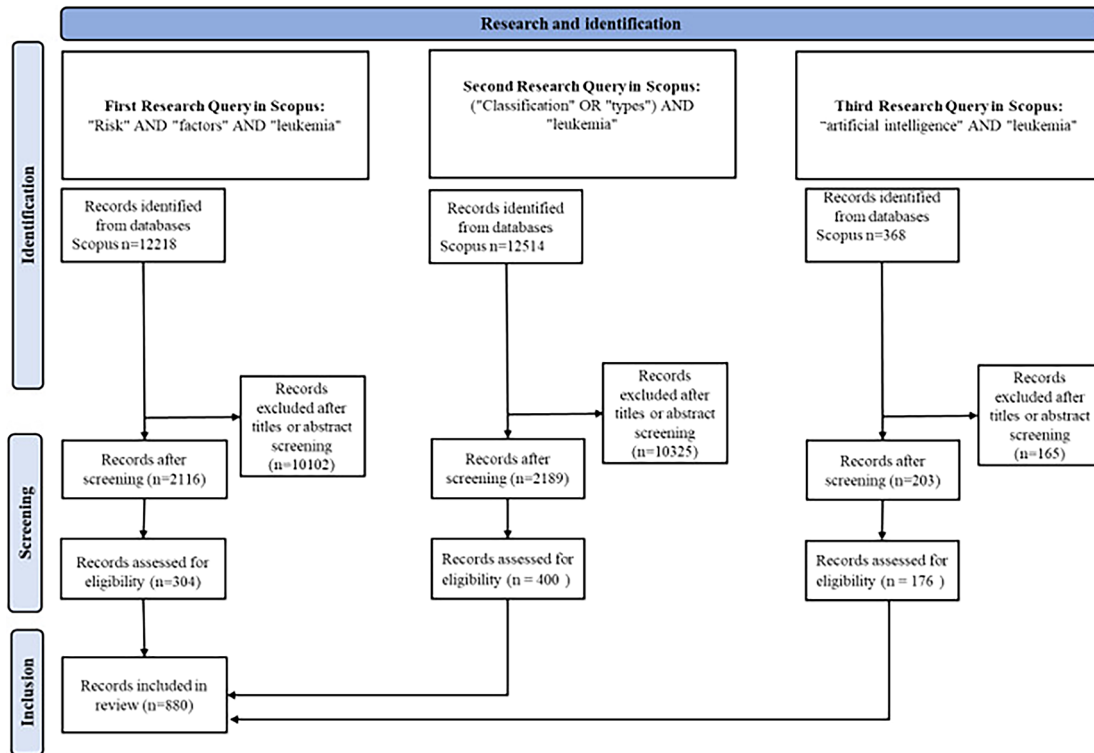 Research and identification
Identification
First Research Query in Scopus:
"Risk" AND "factors" AND "leukemia"
Second Research Query in Scopus:
("Classification" OR "types") AND
"leukemia"
Third Research Query in Scopus:
"artificial intelligence" AND "leukemia"
Records identified
from databases
Scopus n=12218
Records identified
from databases
Scopus n=12514
Records identified
from databases
Scopus n=368
Records
excluded after
titles or abstract
screening
(n=10102)
Records
excluded after
titles or abstract
screening
(n=10325)
Records
excluded after
titles or abstract
screening
(n=165)
Screening
Records after
screening (n=2116)
Records after
screening (n=2189)
Records after
screening (n=203)
Records assessed for
eligibility (n=304)
Records assessed for
eligibility (n = 400 )
Records assessed for
eligibility (n = 176 )
Inclusion
Records included in
review (n=880)